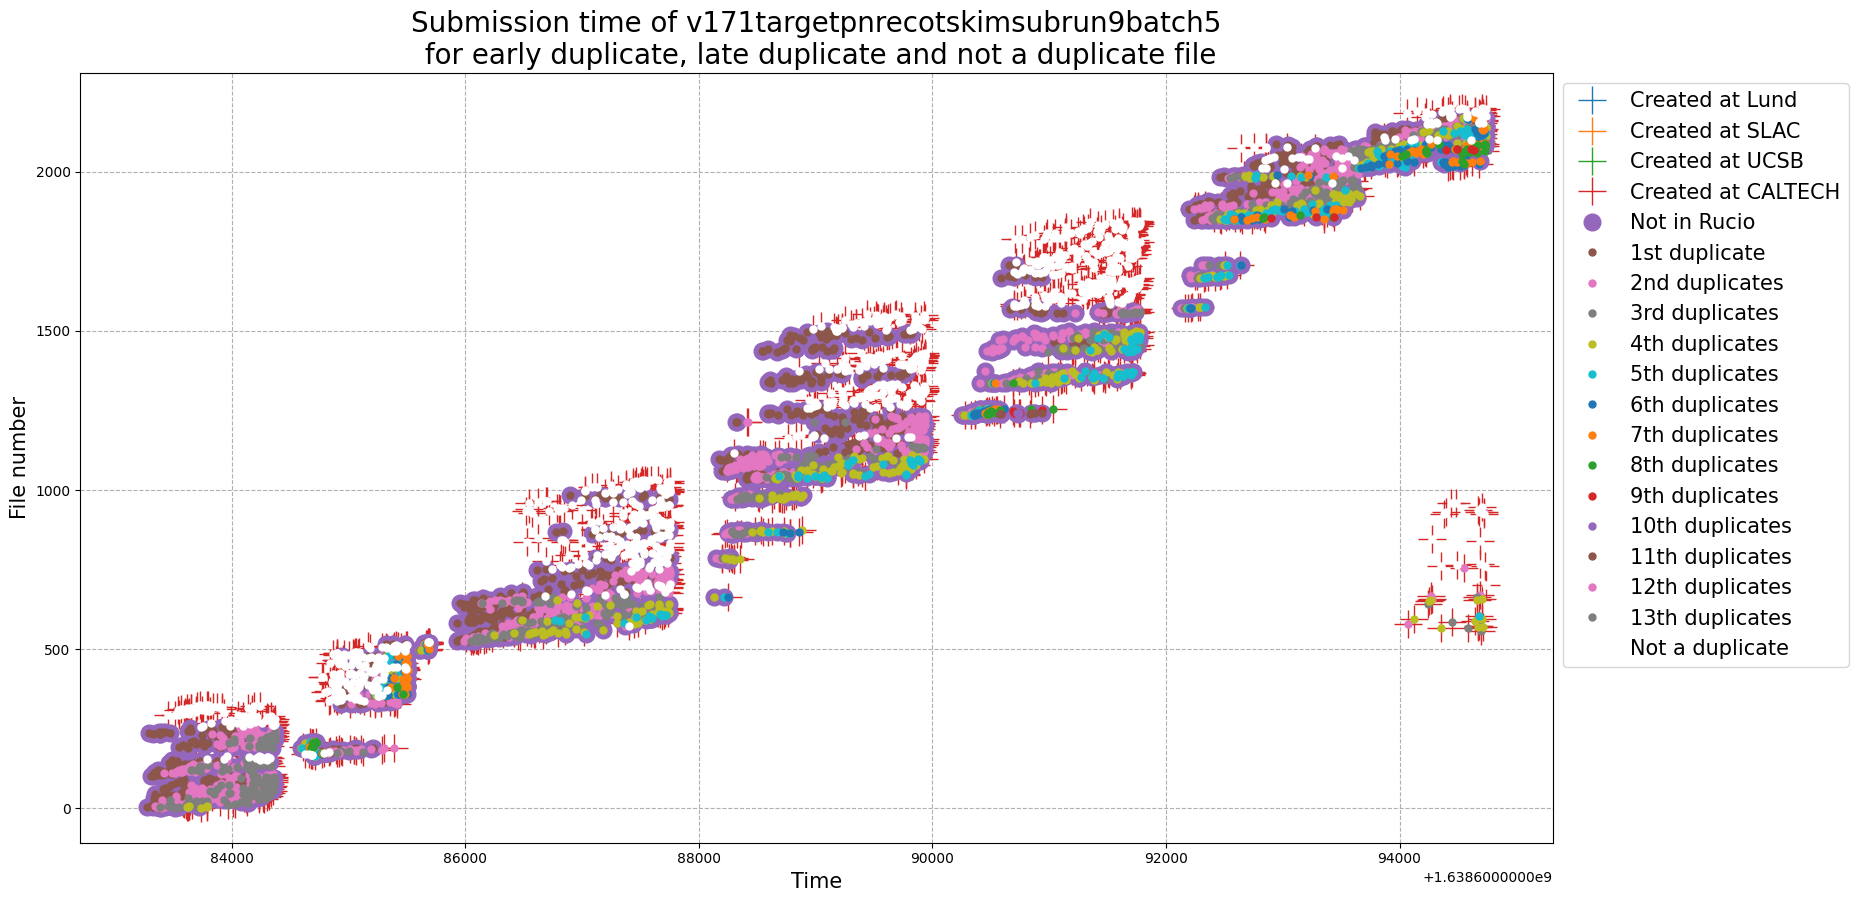 Submission time of v171targetpnrecotskimsubrun9batch5
for early duplicate, late duplicate and not a duplicate file
File number
2000
1500
1000
500
0
84000
86000
88000
90000
92000
94000
+1.6386000000e9
Time
Created at Lund
Created at SLAC
Created at UCSB
Created at CALTECH
Not in Rucio
1st duplicate
2nd duplicates
3rd duplicates
4th duplicates
5th duplicates
6th duplicates
7th duplicates
8th duplicates
9th duplicates
10th duplicates
11th duplicates
12th duplicates
13th duplicates
Not a duplicate